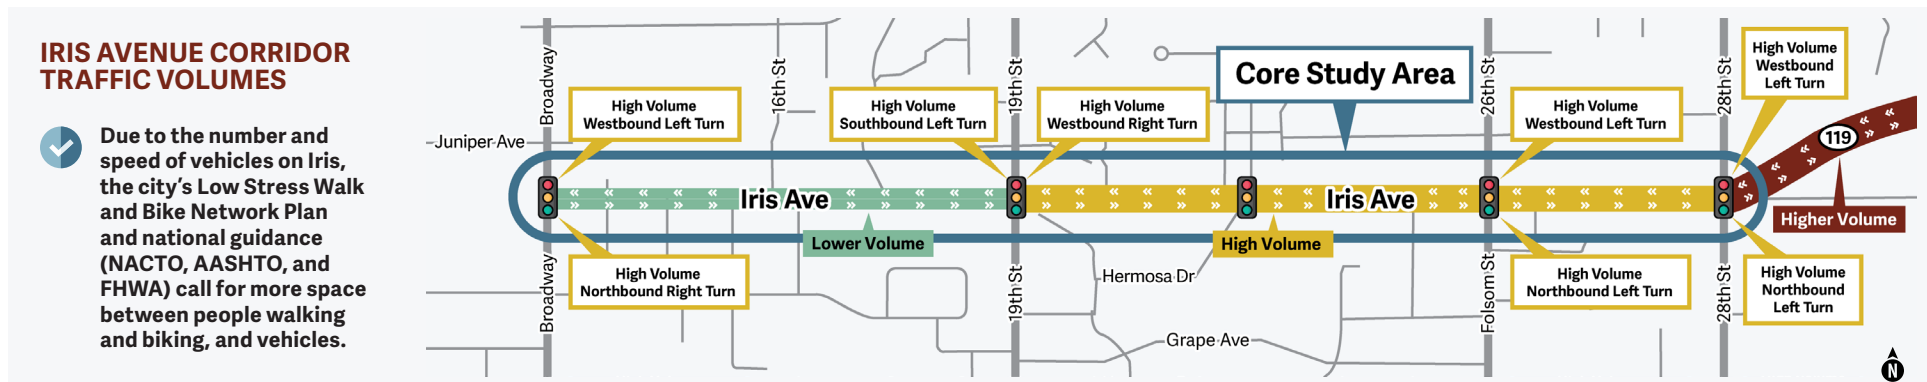 IRIS AVENUE CORRIDOR
TRAFFIC VOLUMES
Due to the number and
speed of vehicles on Iris,
the city's Low Stress Walk
and Bike Network Plan
and national guidance
(NACTO, AASHTO, and
FHWA) call for more space
between people walking
and biking, and vehicles.
Juniper Ave
Broadway
High Volume
Westbound Left Turn
16th St
High Volume
Southbound Left Turn
19th St
High Volume
Westbound Right Turn
Core Study Area
26th St
High Volume
Westbound Left Turn
28th St
High Volume
Westbound
Left Turn
119
Iris Ave
Iris Ave
Lower Volume
High Volume
Higher Volume
Broadway
High Volume
Northbound Right Turn
19th St
Hermosa Dr
Grape Ave
Folsom St
High Volume
Northbound Left Turn
28th St
High Volume
Northbound
Left Turn
N